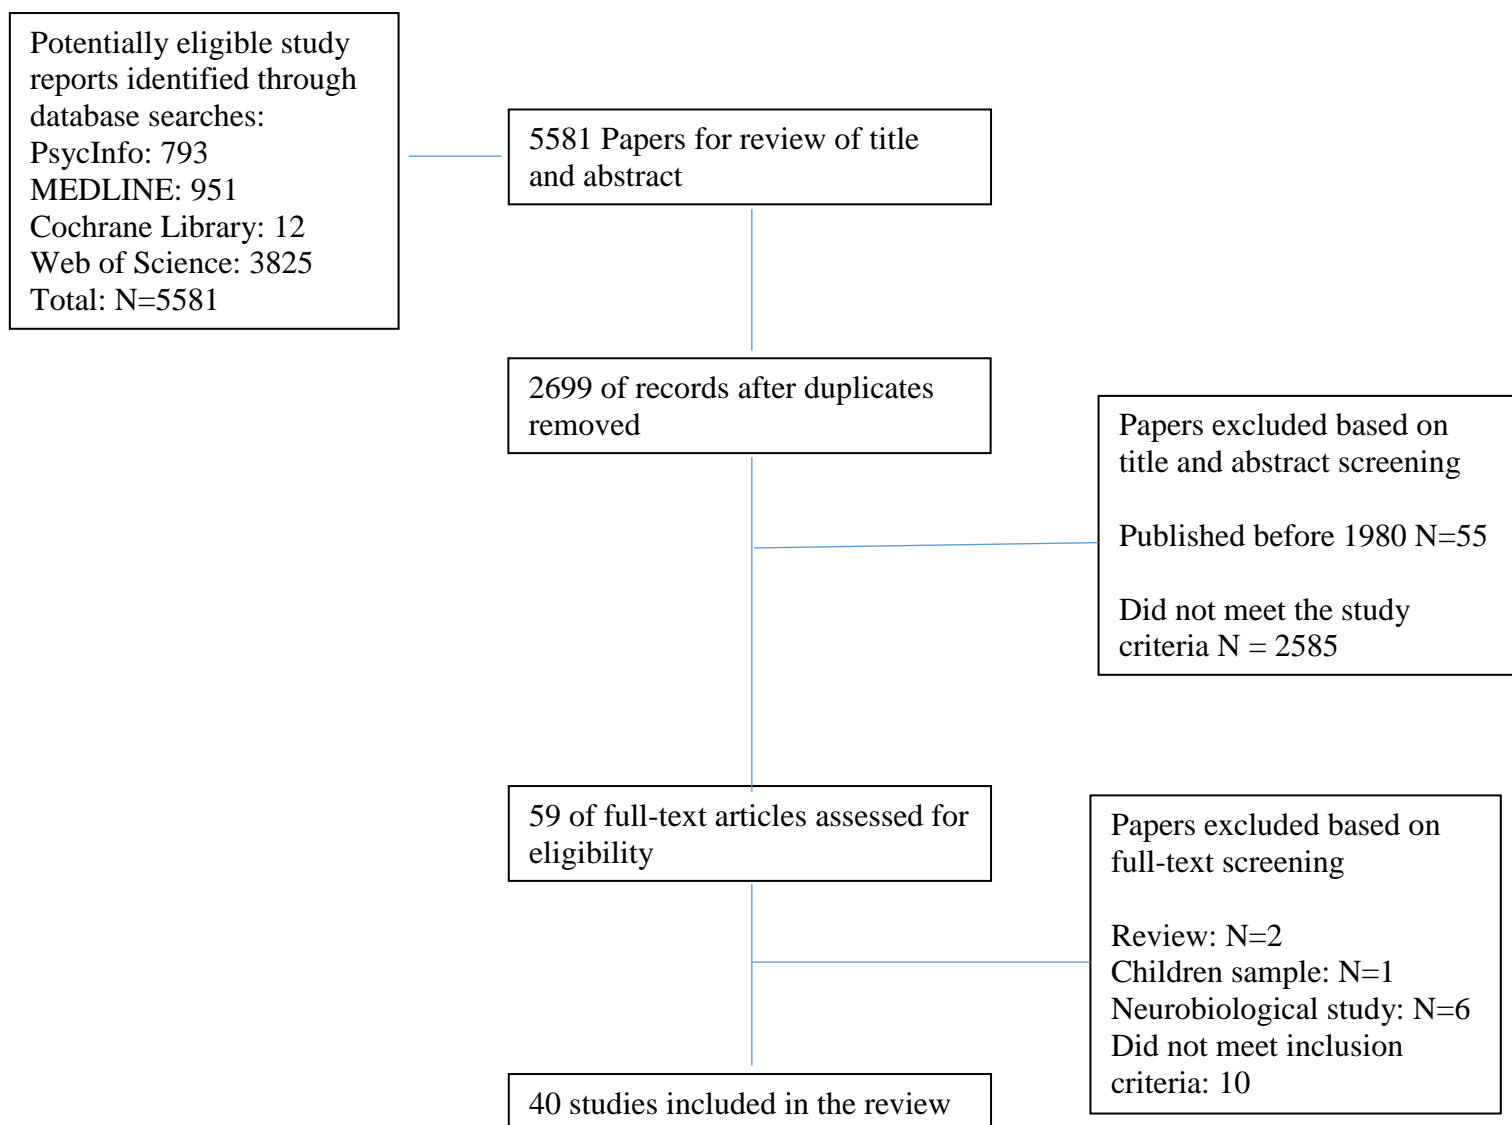 Potentially eligible study
reports identified through
database searches:
PsycInfo: 793
MEDLINE: 951
Cochrane Library: 12
Web of Science: 3825
Total: N=5581
5581 Papers for review of title
and abstract
2699 of records after duplicates
removed
Papers excluded based on
title and abstract screening
Published before 1980 N=55
Did not meet the study
criteria N = 2585
59 of full-text articles assessed for
eligibility
Papers excluded based on
full-text screening
Review: N=2
Children sample: N=1
Neurobiological study: N=6
Did not meet inclusion
criteria: 10
40 studies included in the review